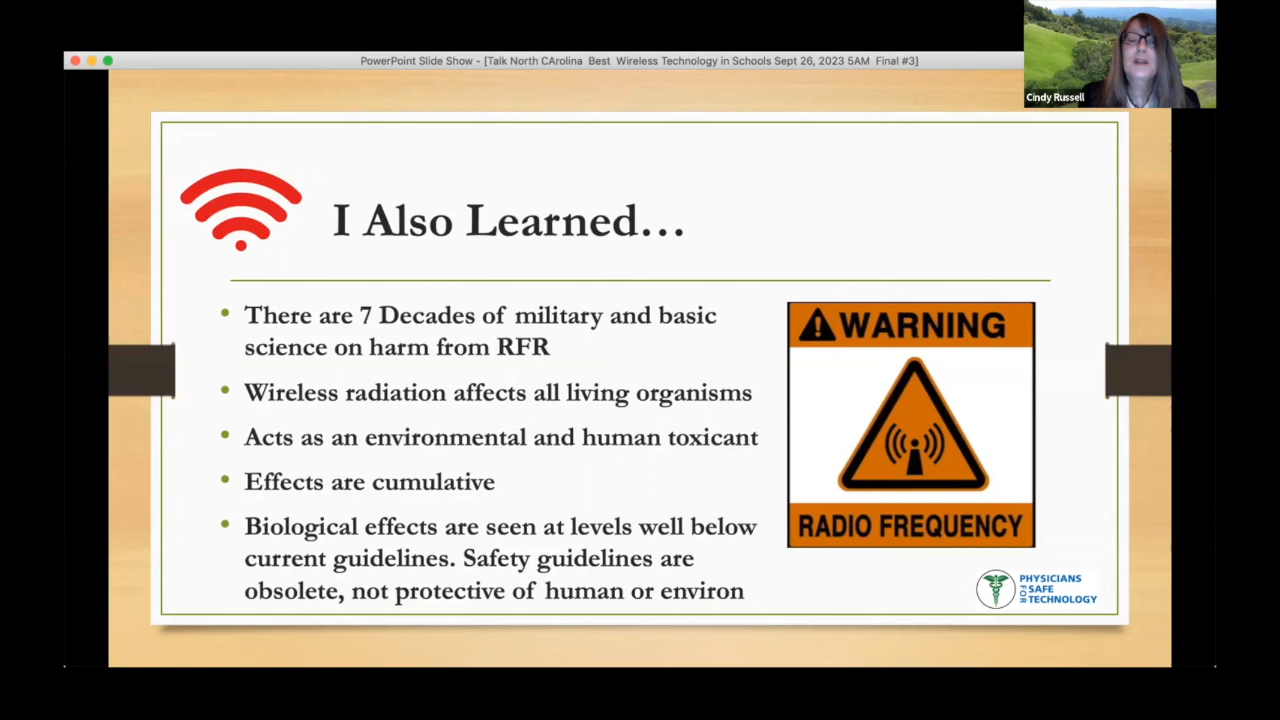 PowerPoint Slide Show - [Talk North CArolina Best Wireless Technology in Schools Sept 26, 2023 5AM Final #3]
Cindy Russell
I Also Learned…
• There are 7 Decades of military and basic
science on harm from RFR
• Wireless radiation affects all living organisms
• Acts as an environmental and human toxicant
• Effects are cumulative
• Biological effects are seen at levels well below
current guidelines. Safety guidelines are
obsolete, not protective of human or environ
WARNING
RADIO FREQUENCY
PHYSICIANS
FOR SAFE
TECHNOLOGY